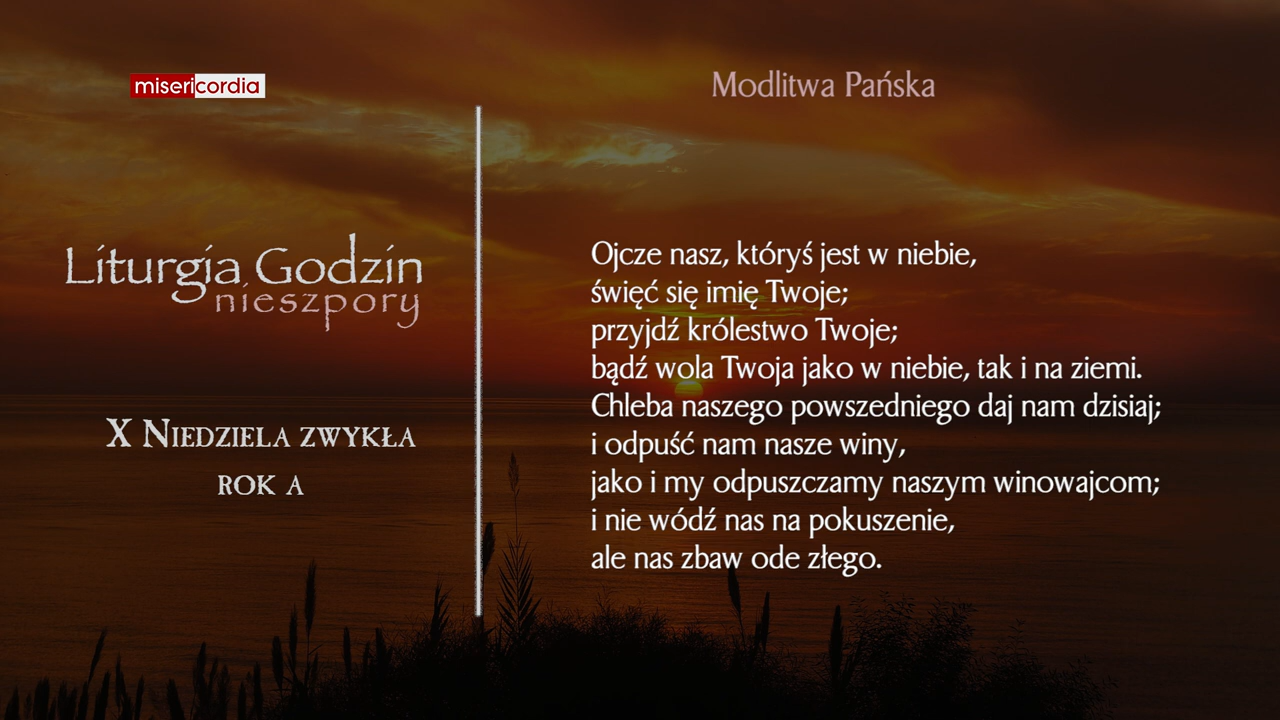 misericordia
Liturgia Godzin
nieszpory
X Niedziela zwykła
rok A
Modlitwa Pańska
Ojcze nasz, któryś jest w niebie,
święć się imię Twoje;
przyjdź królestwo Twoje;
bądź wola Twoja jako w niebie, tak i na ziemi.
Chleba naszego powszedniego daj nam dzisiaj;
i odpuść nam nasze winy,
jako i my odpuszczamy naszym winowajcom;
i nie wódź nas na pokuszenie,
ale nas zbaw ode złego.